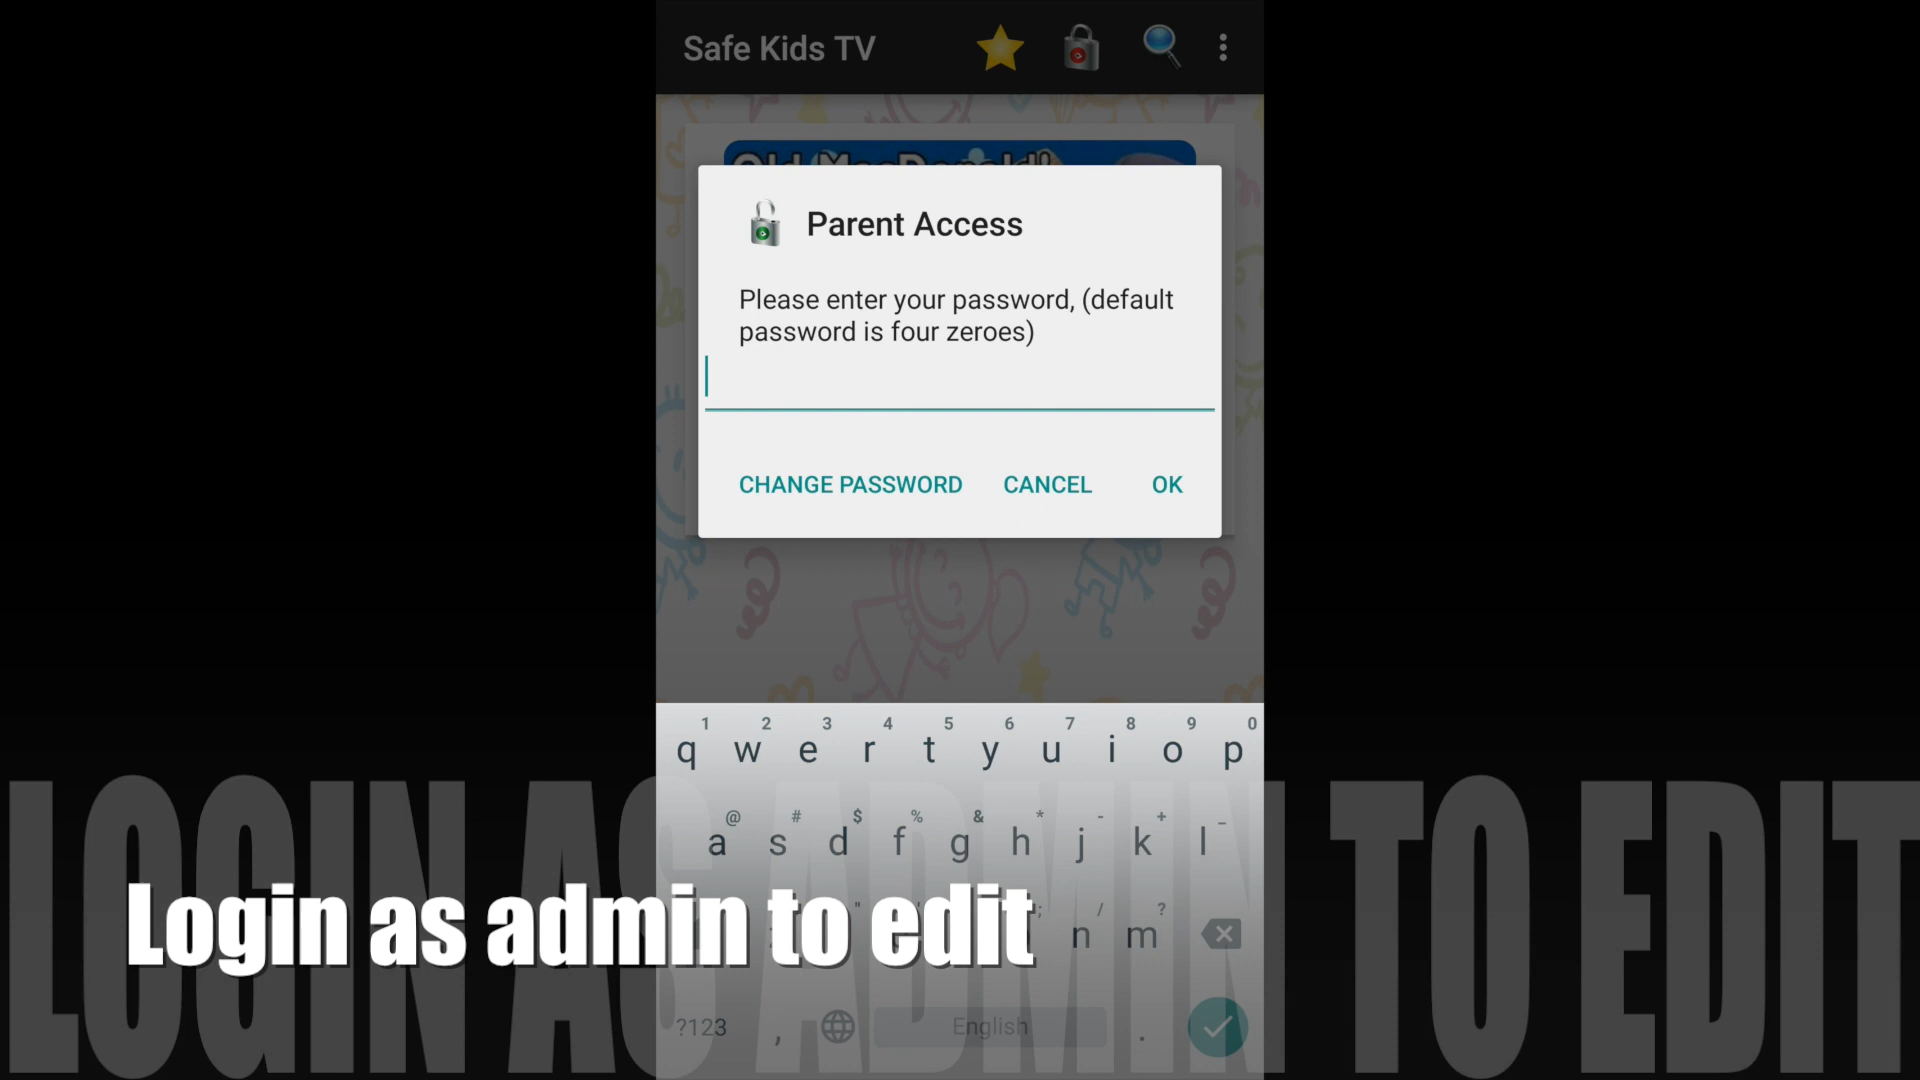 Safe Kids TV
Old MacDonald'
Parent Access
Please enter your password, (default
password is four zeroes)
CHANGE PASSWORD CANCEL OK
1 2 3 4 5 6 7 8 9 0
q w e r t y u i o p
@ # $ % & * - + _
a s d f g h j k l
" ' ; / ?
n m
LOGIN AS ADMIN TO EDIT
Login as admin to edit
?123 , English .